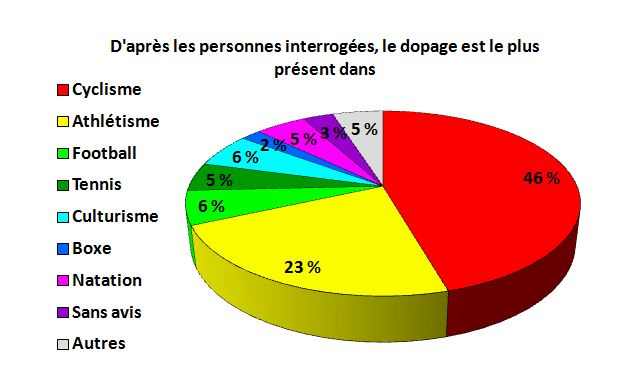 D'après les personnes interrogées, le dopage est le plus
présent dans
Cyclisme
Athlétisme
Football
Tennis
Culturisme
Boxe
Natation
Sans avis
Autres
46 %
23 %
6 %
5 %
6 %
2 %
5 %
3 %
5 %